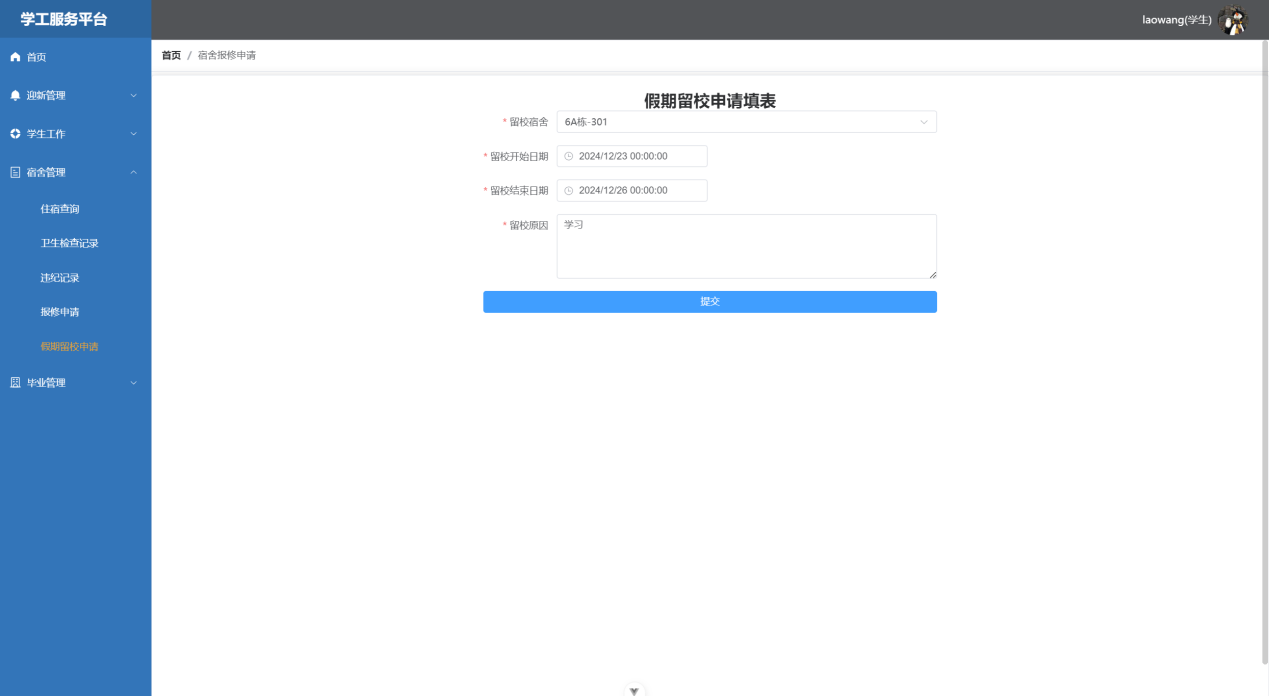 学工服务平台
laowang(学生)
首页
迎新管理
学生工作
宿舍管理
住宿查询
卫生检查记录
违纪记录
报修申请
假期留校申请
毕业管理
首页 / 宿舍报修申请
假期留校申请填表
* 留校宿舍 6A栋-301
* 留校开始日期 2024/12/23 00:00:00
* 留校结束日期 2024/12/26 00:00:00
* 留校原因 学习
提交